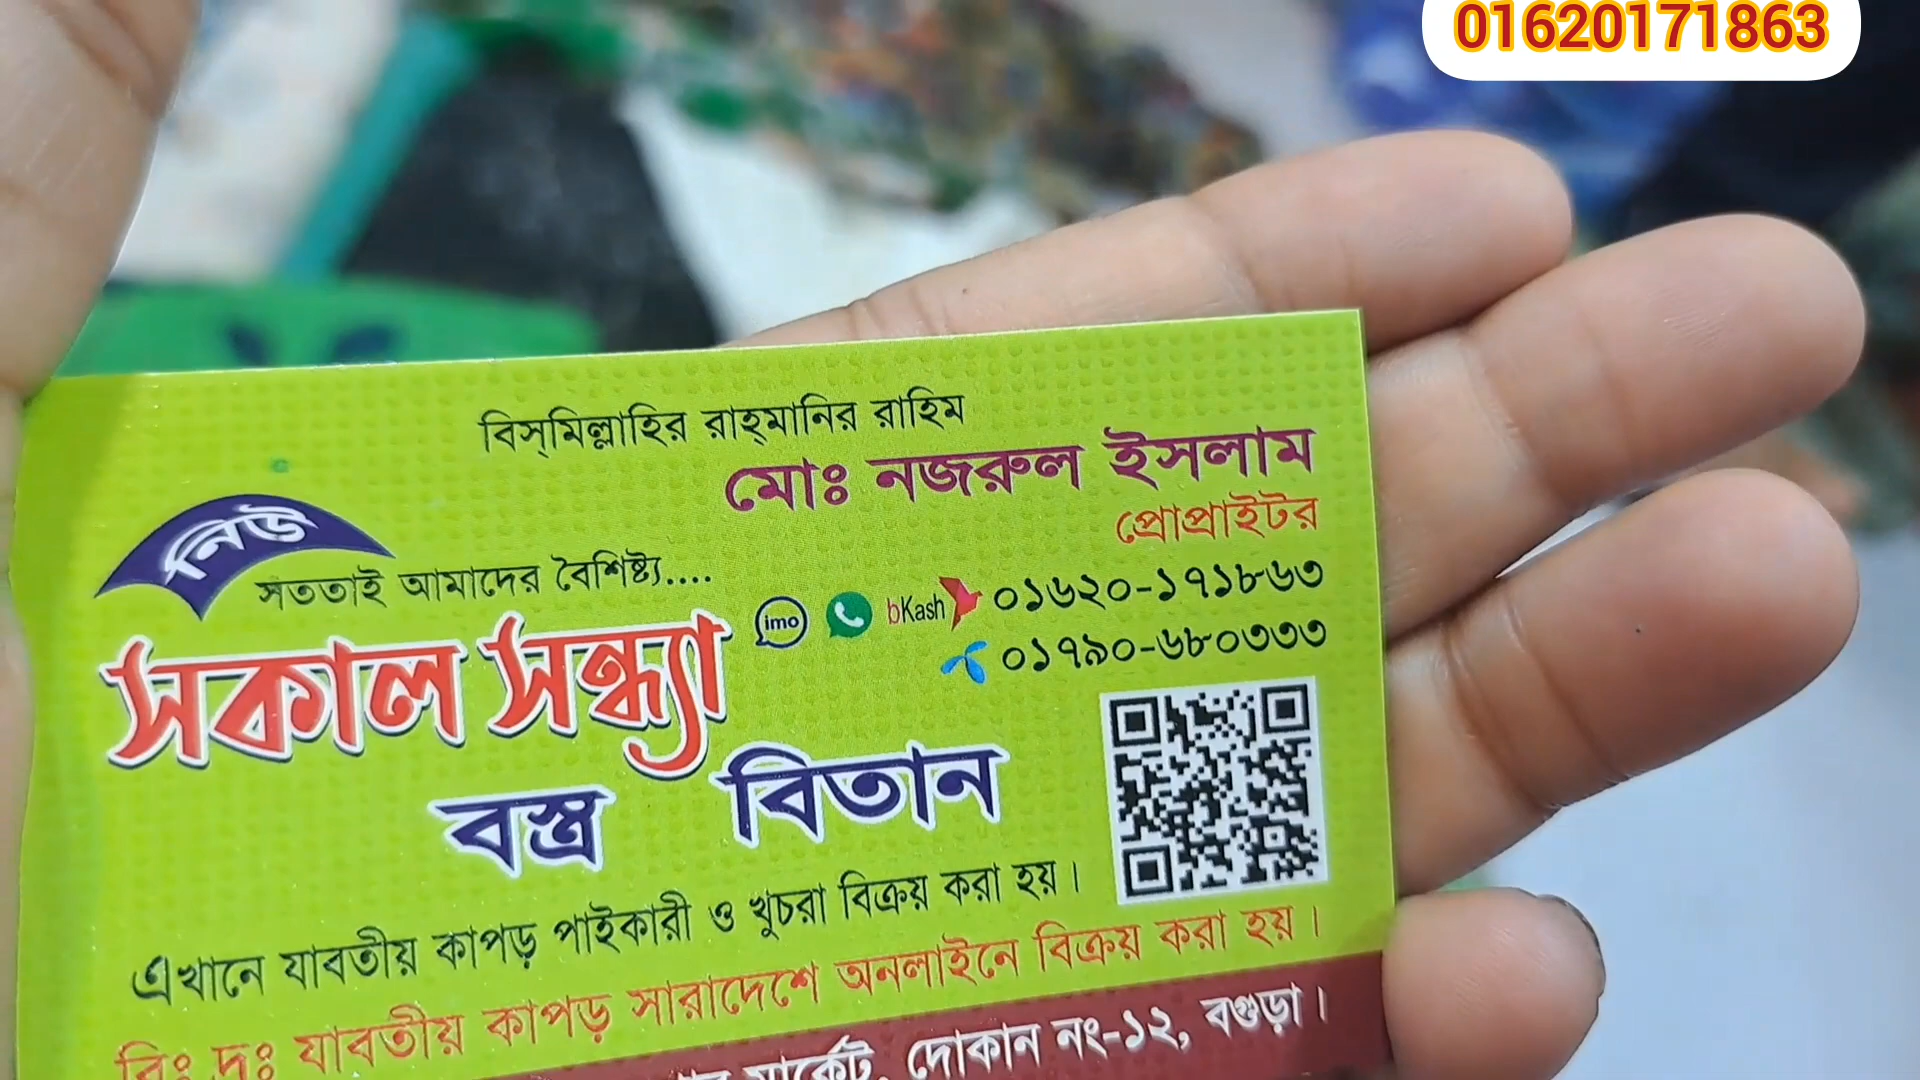 01620171863
বিস্‌মিল্লাহির রাহ্‌মানির রাহিম
মোঃ নজরুল ইসলাম
প্রোপ্রাইটর
নিউ
সততাই আমাদের বৈশিষ্ট্য....
imo bKash ০১৬২০-১৭১৮৬৩
০১৭৯০-৬৮০৩৩৩
সকাল সন্ধ্যা
বস্ত্র বিতান
এখানে যাবতীয় কাপড় পাইকারী ও খুচরা বিক্রয় করা হয়।
বিঃ দ্রঃ যাবতীয় কাপড় সারাদেশে অনলাইনে বিক্রয় করা হয়।
মার্কেট, দোকান নং-১২, বগুড়া।